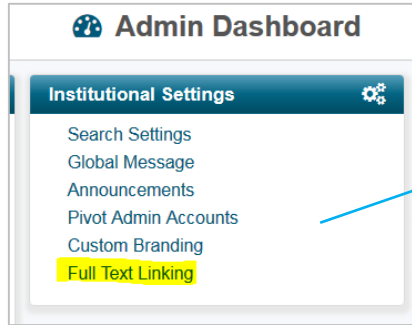 Admin Dashboard
Institutional Settings
Search Settings
Global Message
Announcements
Pivot Admin Accounts
Custom Branding
Full Text Linking